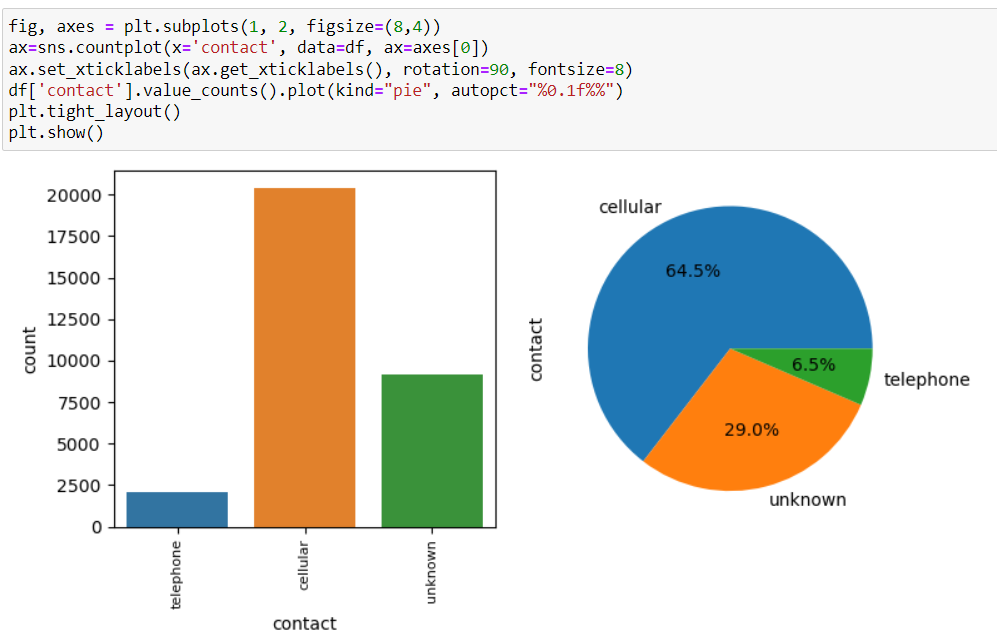 fig, axes = plt.subplots(1, 2, figsize=(8,4))
ax=sns.countplot(x='contact', data=df, ax=axes[0])
ax.set_xticklabels(ax.get_xticklabels(), rotation=90, fontsize=8)
df['contact'].value_counts().plot(kind="pie", autopct="%0.1f%%")
plt.tight_layout()
plt.show()
20000
17500
15000
12500
10000
7500
5000
2500
0
count
telephone
cellular
unknown
contact
contact
cellular
64.5%
6.5%
telephone
29.0%
unknown